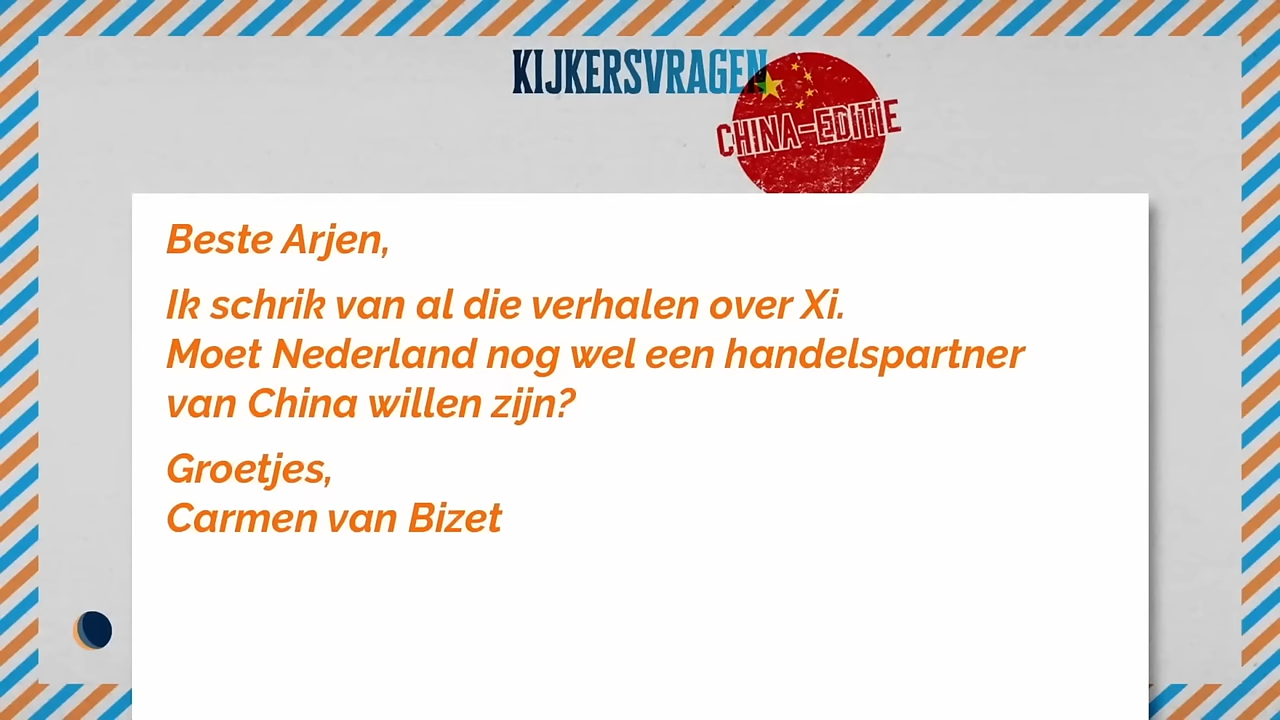 KIJKERSVRAGEN
CHINA-EDITIE
Beste Arjen,
Ik schrik van al die verhalen over Xi.
Moet Nederland nog wel een handelspartner
van China willen zijn?
Groetjes,
Carmen van Bizet